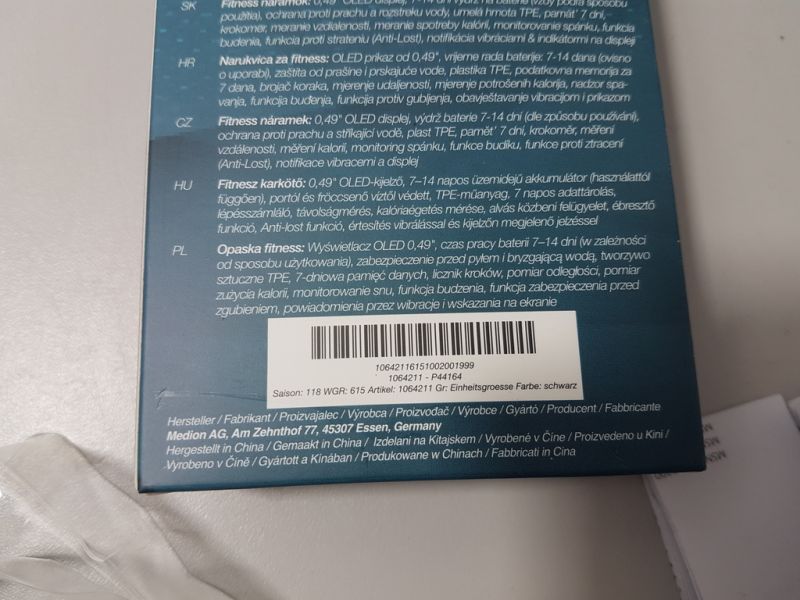 SK Fitness náramok: 0,49" OLED displej, 7-14 dní výdrž na batérie (vždy podľa spôsobu
použitia), ochrana proti prachu a rozstreku vody, umelá hmota TPE, pamäť 7 dní,
krokomer, meranie vzdialenosti, meranie spotreby kalórií, monitorovanie spánku, funkcia
budenia, funkcia proti strateniu (Anti-Lost), notifikácia vibráciami & indikátormi na displeji
HR Narukvica za fitness: OLED prikaz od 0,49", vrijeme rada baterije: 7-14 dana (ovisno
o uporabi), zaštita od prašine i prskajuće vode, plastika TPE, podatkovna memorija za
7 dana, brojač koraka, mjerenje udaljenosti, mjerenje potrošenih kalorija, nadzor spa-
vanja, funkcija buđenja, funkcija protiv gubljenja, obavještavanje vibracijom i prikazom
CZ Fitness náramek: 0,49" OLED displej, výdrž baterie 7-14 dní (dle způsobu používání),
ochrana proti prachu a stříkající vodě, plast TPE, paměť 7 dní, krokoměr, měření
vzdálenosti, měření kalorií, monitoring spánku, funkce budíku, funkce proti ztracení
(Anti-Lost), notifikace vibracemi a displej
HU Fitnesz karkötő: 0,49" OLED-kijelző, 7–14 napos üzemidejű akkumulátor (használattól
függően), portól és fröccsenő víztől védett, TPE-műanyag, 7 napos adattárolás,
lépésszámláló, távolságmérés, kalóriaégetés mérése, alvás közbeni felügyelet, ébresztő
funkció, Anti-lost funkció, értesítés vibrálással és kijelzőn megjelenő jelzéssel
PL Opaska fitness: Wyświetlacz OLED 0,49", czas pracy baterii 7–14 dni (w zależności
od sposobu użytkowania), zabezpieczenie przed pyłem i bryzgającą wodą, tworzywo
sztuczne TPE, 7-dniowa pamięć danych, licznik kroków, pomiar odległości, pomiar
zużycia kalorii, monitorowanie snu, funkcja budzenia, funkcja zabezpieczenia przed
zgubieniem, powiadomienia przez wibracje i wskazania na ekranie
10642116151002001999
1064211 - P44164
Saison: 118 WGR: 615 Artikel: 1064211 Gr: Einheitsgroesse Farbe: schwarz
Hersteller / Fabrikant / Proizvajalec / Výrobca / Proizvođač / Výrobce / Gyártó / Producent / Fabbricante
Medion AG, Am Zehnthof 77, 45307 Essen, Germany
Hergestellt in China / Gemaakt in China / Izdelani na Kitajskem / Vyrobené v Číne / Proizvedeno u Kini /
Vyrobeno v Číně / Gyártott a Kínában / Produkowane w Chinach / Fabbricati in Cina